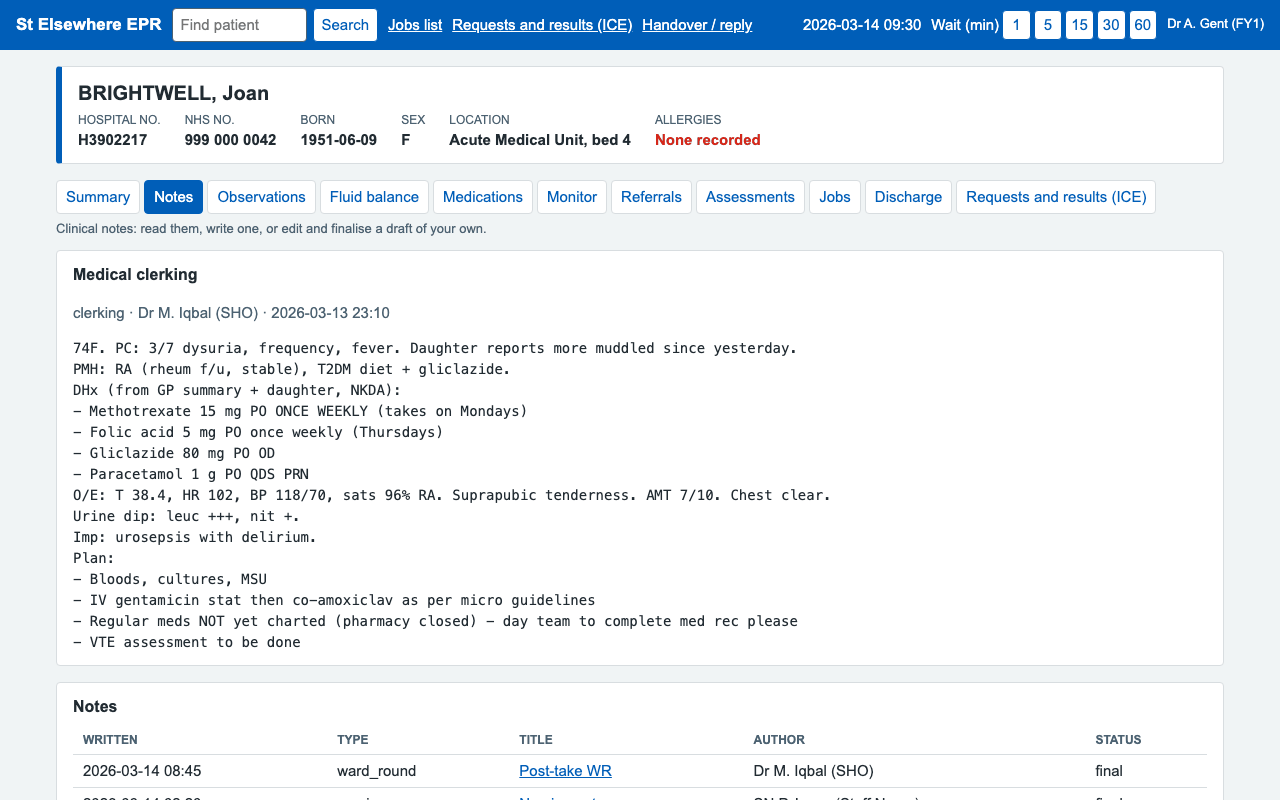 St Elsewhere EPR Find patient Search Jobs list Requests and results (ICE) Handover / reply 2026-03-14 09:30 Wait (min) 1 5 15 30 60 Dr A. Gent (FY1)
BRIGHTWELL, Joan
HOSPITAL NO. NHS NO. BORN SEX LOCATION ALLERGIES
H3902217 999 000 0042 1951-06-09 F Acute Medical Unit, bed 4 None recorded
Summary Notes Observations Fluid balance Medications Monitor Referrals Assessments Jobs Discharge Requests and results (ICE)
Clinical notes: read them, write one, or edit and finalise a draft of your own.
Medical clerking
clerking · Dr M. Iqbal (SHO) · 2026-03-13 23:10
74F. PC: 3/7 dysuria, frequency, fever. Daughter reports more muddled since yesterday.
PMH: RA (rheum f/u, stable), T2DM diet + gliclazide.
DHx (from GP summary + daughter, NKDA):
- Methotrexate 15 mg PO ONCE WEEKLY (takes on Mondays)
- Folic acid 5 mg PO once weekly (Thursdays)
- Gliclazide 80 mg PO OD
- Paracetamol 1 g PO QDS PRN
O/E: T 38.4, HR 102, BP 118/70, sats 96% RA. Suprapubic tenderness. AMT 7/10. Chest clear.
Urine dip: leuc +++, nit +.
Imp: urosepsis with delirium.
Plan:
- Bloods, cultures, MSU
- IV gentamicin stat then co-amoxiclav as per micro guidelines
- Regular meds NOT yet charted (pharmacy closed) - day team to complete med rec please
- VTE assessment to be done
Notes
WRITTEN TYPE TITLE AUTHOR STATUS
2026-03-14 08:45 ward_round Post-take WR Dr M. Iqbal (SHO) final